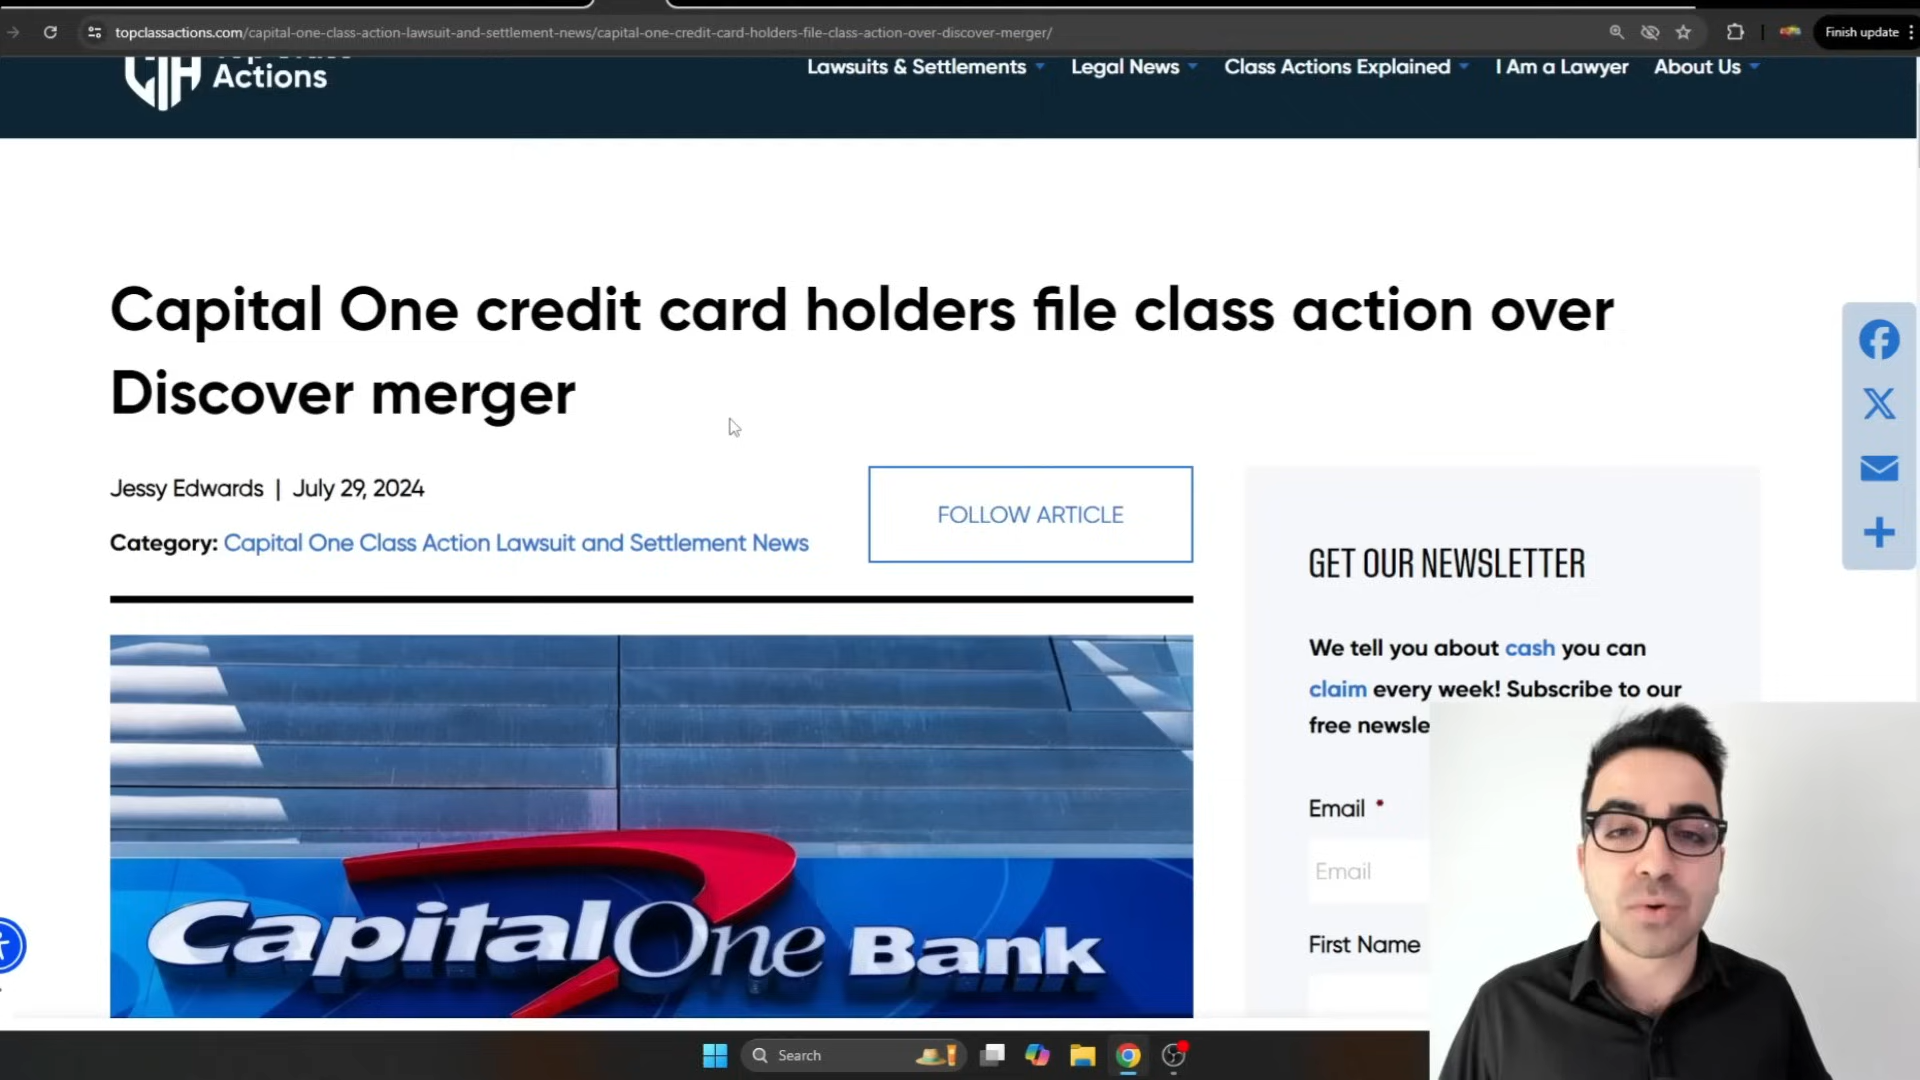 topclassactions.com/capital-one-class-action-lawsuit-and-settlement-news/capital-one-credit-card-holders-file-class-action-over-discover-merger/
Finish update
Actions
Lawsuits & Settlements
Legal News
Class Actions Explained
I Am a Lawyer
About Us
Capital One credit card holders file class action over
Discover merger
Jessy Edwards | July 29, 2024
Category: Capital One Class Action Lawsuit and Settlement News
FOLLOW ARTICLE
GET OUR NEWSLETTER
We tell you about cash you can
claim every week! Subscribe to our
free newsle
Email *
Email
First Name
Capital One Bank
Search